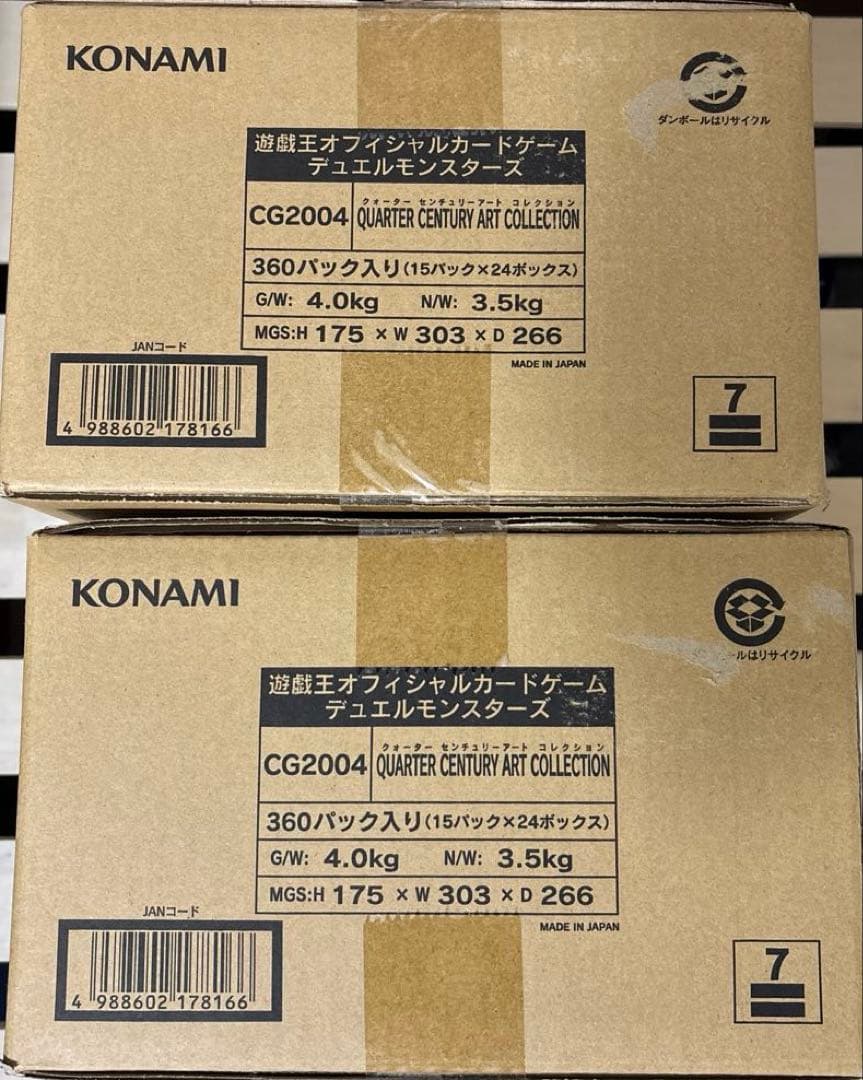 KONAMI
ダンボールはリサイクル
遊戯王オフィシャルカードゲーム
デュエルモンスターズ
クォーター センチュリーアート コレクション
CG2004 QUARTER CENTURY ART COLLECTION
360パック入り(15パック×24ボックス)
G/W: 4.0kg N/W: 3.5kg
MGS:H 175 × W 303 × D 266
MADE IN JAPAN
JANコード
4 988602 178166
7
KONAMI
ールはリサイクル
遊戯王オフィシャルカードゲーム
デュエルモンスターズ
クォーター センチュリーアート コレクション
CG2004 QUARTER CENTURY ART COLLECTION
360パック入り(15パック×24ボックス)
G/W: 4.0kg N/W: 3.5kg
MGS:H 175 × W 303 × D 266
MADE IN JAPAN
JANコード
4 988602 178166
7